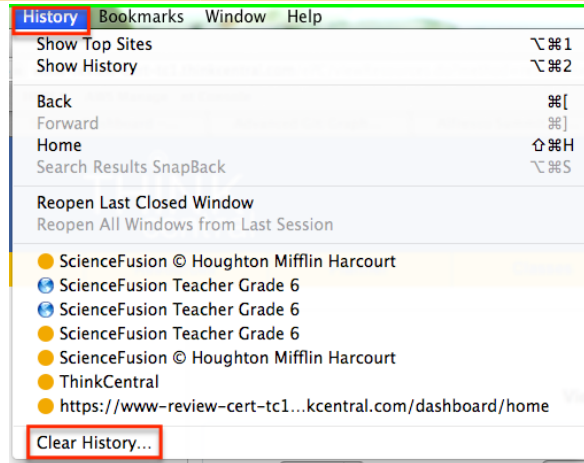 History Bookmarks Window Help
Show Top Sites ⌥⌘1
Show History ⌥⌘2
Back ⌘[
Forward ⌘]
Home ⇧⌘H
Search Results SnapBack ⌥⌘S
Reopen Last Closed Window
Reopen All Windows from Last Session
ScienceFusion © Houghton Mifflin Harcourt
ScienceFusion Teacher Grade 6
ScienceFusion Teacher Grade 6
ScienceFusion Teacher Grade 6
ScienceFusion © Houghton Mifflin Harcourt
ThinkCentral
https://www-review-cert-tc1...kcentral.com/dashboard/home
Clear History...